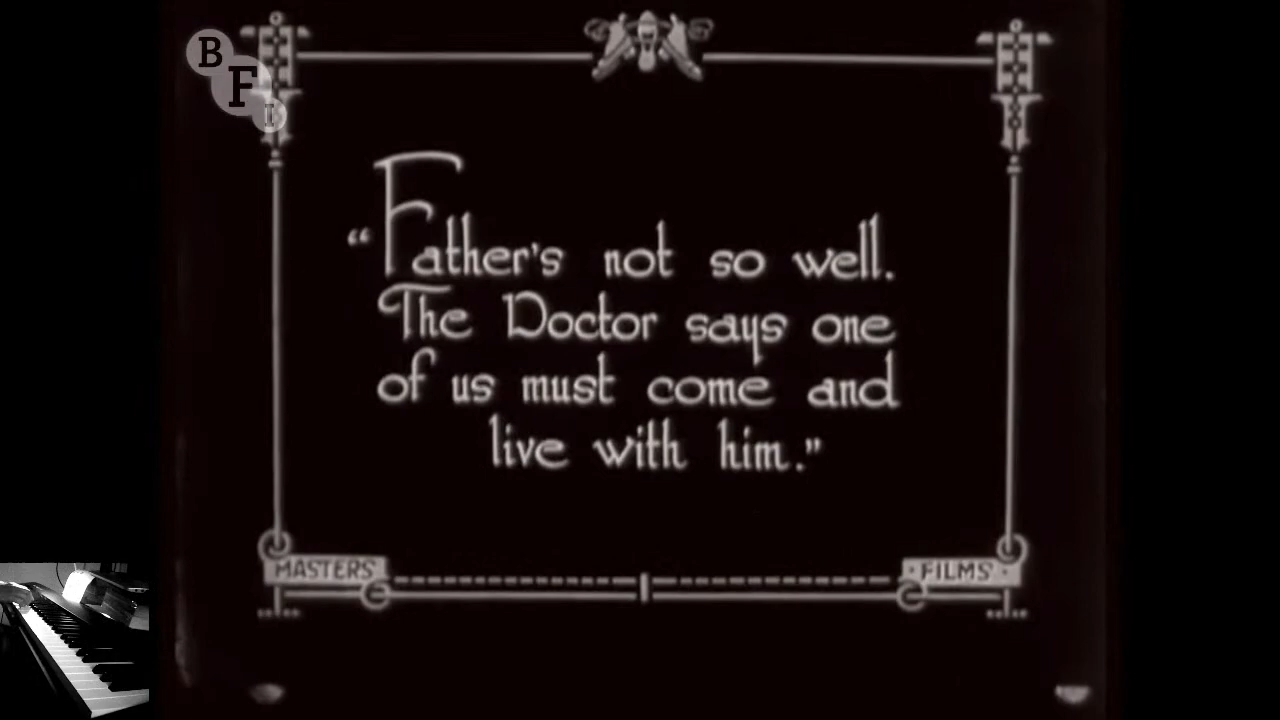 BFI
“Father's not so well.
The Doctor says one
of us must come and
live with him.”
MASTERS
· FILMS ·